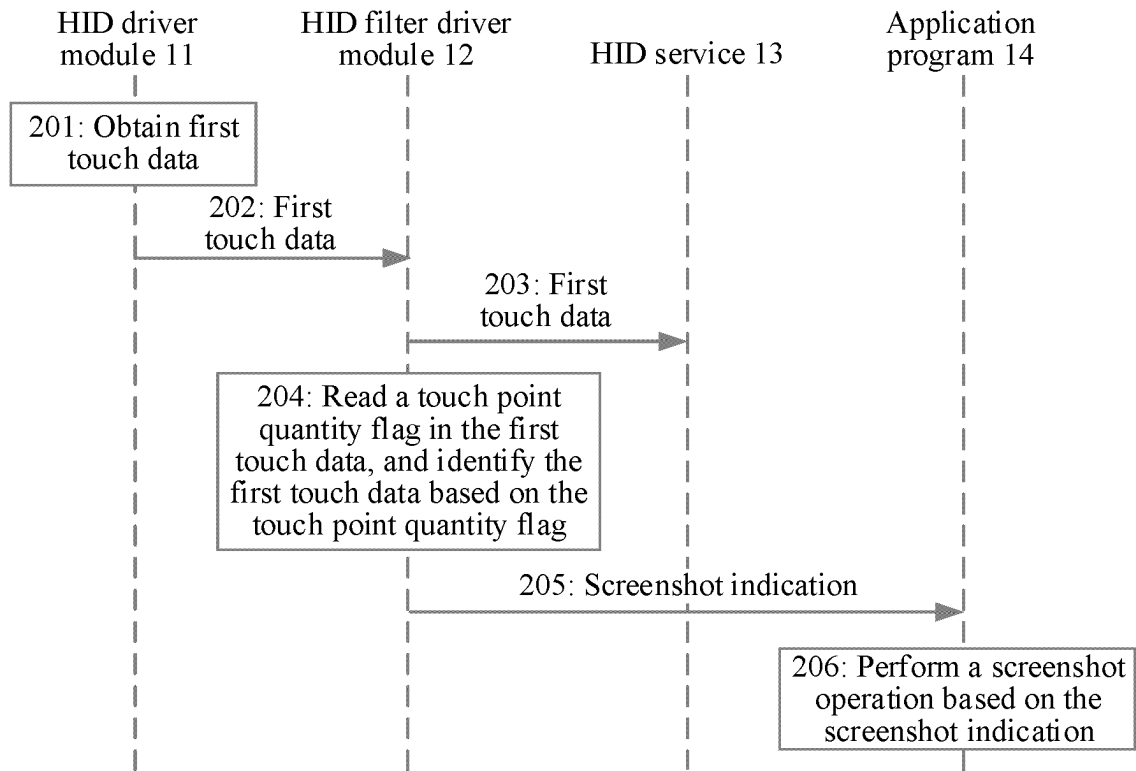 HID driver
module 11
HID filter driver
module 12
HID service 13
Application
program 14
201: Obtain first
touch data
202: First
touch data
203: First
touch data
204: Read a touch point
quantity flag in the first
touch data, and identify the
first touch data based on the
touch point quantity flag
205: Screenshot indication
206: Perform a screenshot
operation based on the
screenshot indication